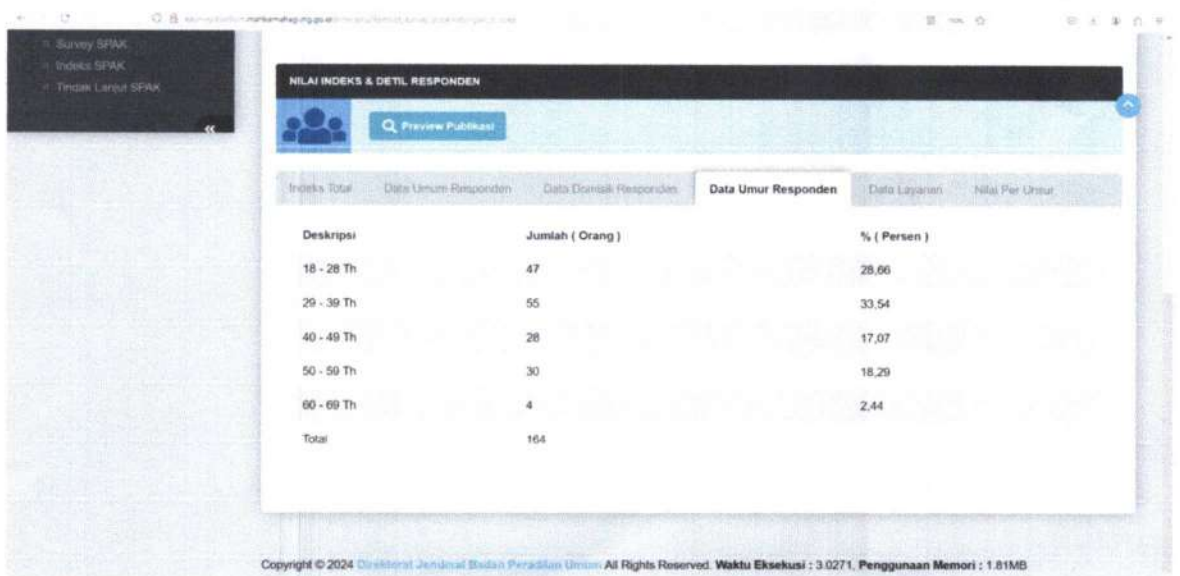 Survey SPAK
Indeks SPAK
Tindak Lanjut SPAK
NILAI INDEKS & DETIL RESPONDEN
Preview Publikasi
Indeks Total Data Umum Responden Data Domisili Responden Data Umur Responden Data Layanan Nilai Per Unsur
Deskripsi Jumlah ( Orang ) % ( Persen )
18 - 28 Th 47 28,66
29 - 39 Th 55 33,54
40 - 49 Th 28 17,07
50 - 59 Th 30 18,29
60 - 69 Th 4 2,44
Total 164
Copyright © 2024 Direktorat Jenderal Badan Peradilan Umum All Rights Reserved. Waktu Eksekusi : 3.0271, Penggunaan Memori : 1.81MB